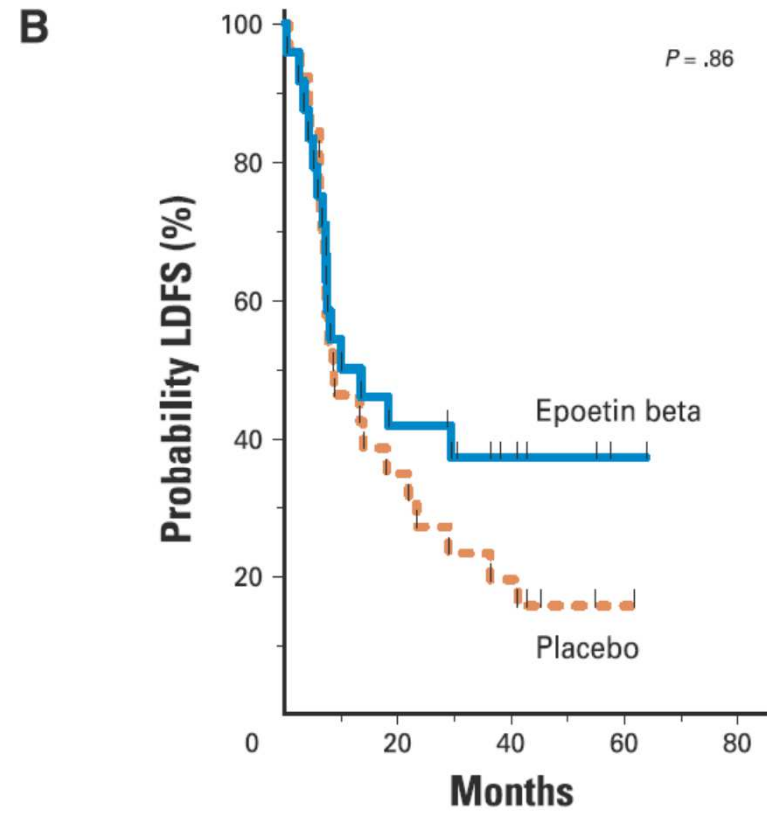 B
P = .86
100
80
60
40
20
Probability LDFS (%)
Epoetin beta
Placebo
0 20 40 60 80
Months